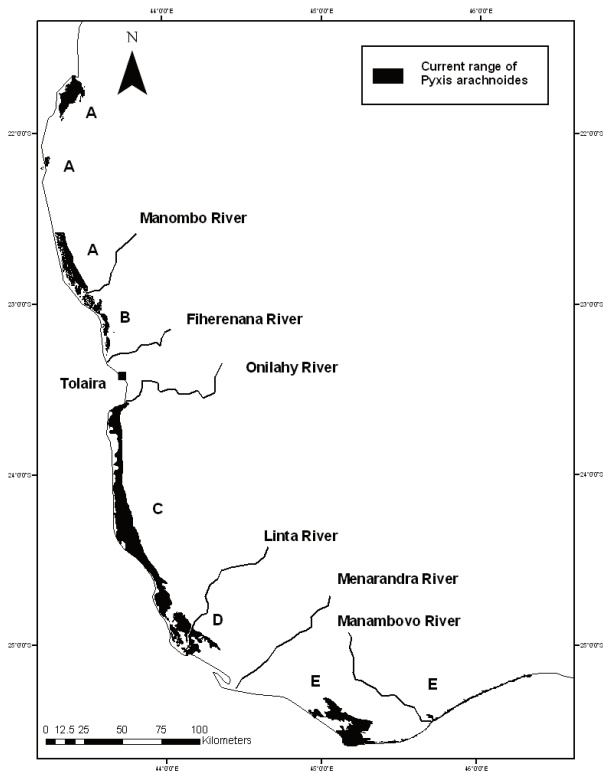 44°0'0"E 45°0'0"E 46°0'0"E
N
Current range of
Pyxis arachnoides
A
22°0'0"S 22°0'0"S
A
Manombo River
A
23°0'0"S 23°0'0"S
B
Fiherenana River
Onilahy River
Tolaira
24°0'0"S 24°0'0"S
C
Linta River
Menarandra River
D
Manambovo River
25°0'0"S 25°0'0"S
E E
0 12.5 25 50 75 100
Kilometers
44°0'0"E 45°0'0"E 46°0'0"E